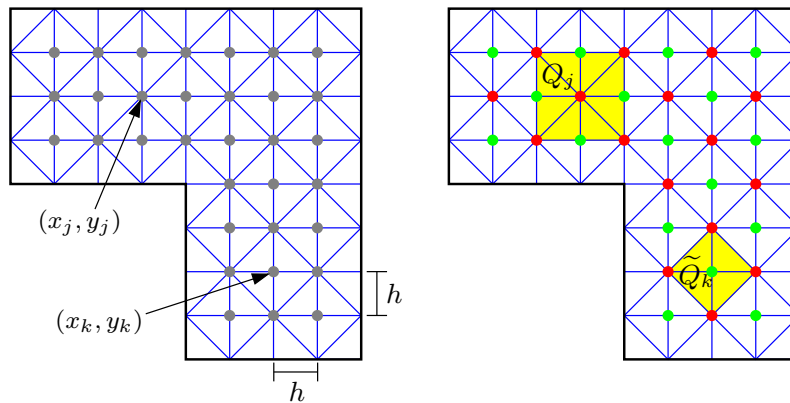 Q_j
(x_j, y_j)
Q̃_k
h
(x_k, y_k)
h